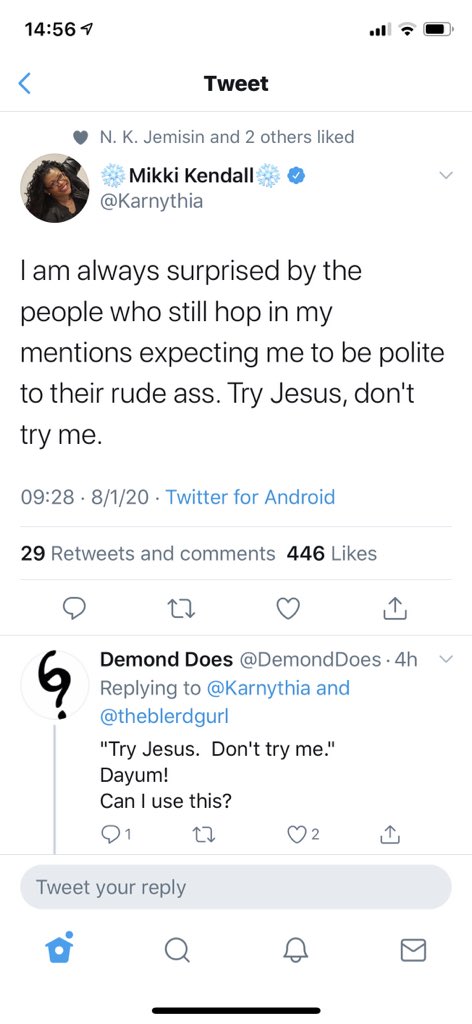 14:56
Tweet
N. K. Jemisin and 2 others liked
❄️Mikki Kendall❄️
@Karnythia
I am always surprised by the
people who still hop in my
mentions expecting me to be polite
to their rude ass. Try Jesus, don't
try me.
09:28 · 8/1/20 · Twitter for Android
29 Retweets and comments 446 Likes
Demond Does @DemondDoes · 4h
Replying to @Karnythia and
@theblerdgurl
"Try Jesus.  Don't try me."
Dayum!
Can I use this?
1 2
Tweet your reply